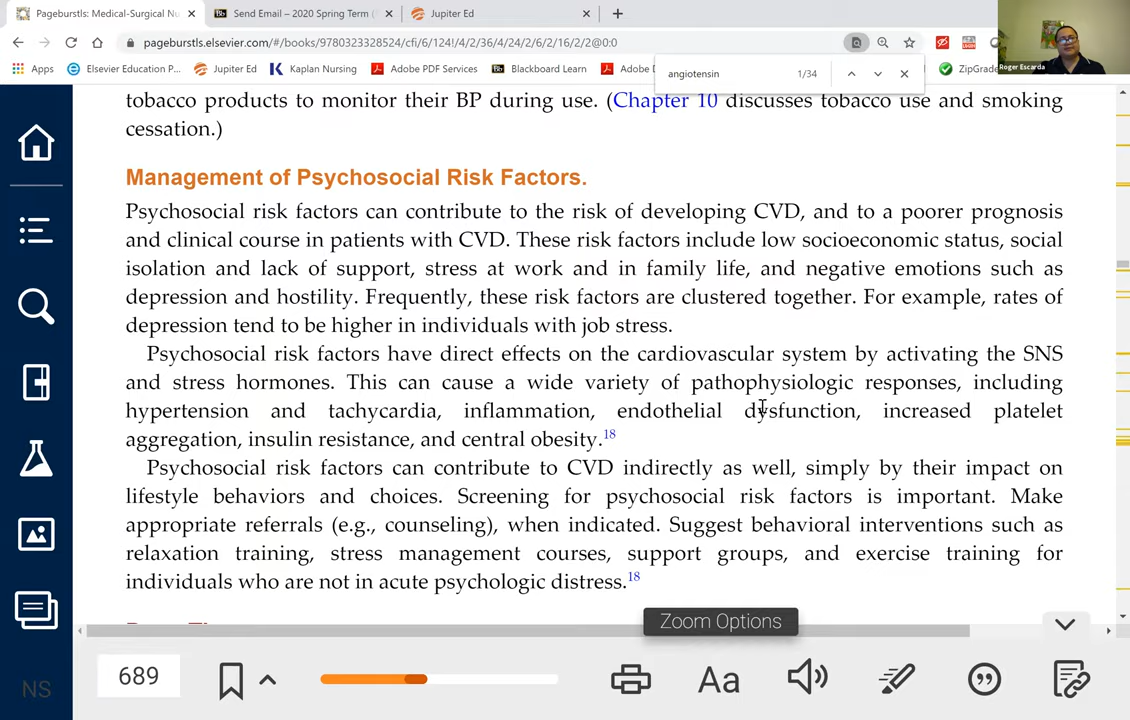 Pageburstls: Medical-Surgical Nu
Send Email – 2020 Spring Term (
Jupiter Ed
pageburstls.elsevier.com/#/books/9780323328524/cfi/6/124!/4/2/36/4/24/2/6/2/16/2/2@0:0
Roger Escarda
Apps
Elsevier Education P...
Jupiter Ed
Kaplan Nursing
Adobe PDF Services
Blackboard Learn
Adobe D
angiotensin
1/34
ZipGrade
tobacco products to monitor their BP during use. (Chapter 10 discusses tobacco use and smoking
cessation.)
Management of Psychosocial Risk Factors.
Psychosocial risk factors can contribute to the risk of developing CVD, and to a poorer prognosis
and clinical course in patients with CVD. These risk factors include low socioeconomic status, social
isolation and lack of support, stress at work and in family life, and negative emotions such as
depression and hostility. Frequently, these risk factors are clustered together. For example, rates of
depression tend to be higher in individuals with job stress.
Psychosocial risk factors have direct effects on the cardiovascular system by activating the SNS
and stress hormones. This can cause a wide variety of pathophysiologic responses, including
hypertension and tachycardia, inflammation, endothelial dysfunction, increased platelet
aggregation, insulin resistance, and central obesity.18
Psychosocial risk factors can contribute to CVD indirectly as well, simply by their impact on
lifestyle behaviors and choices. Screening for psychosocial risk factors is important. Make
appropriate referrals (e.g., counseling), when indicated. Suggest behavioral interventions such as
relaxation training, stress management courses, support groups, and exercise training for
individuals who are not in acute psychologic distress.18
Zoom Options
689
Aa
NS